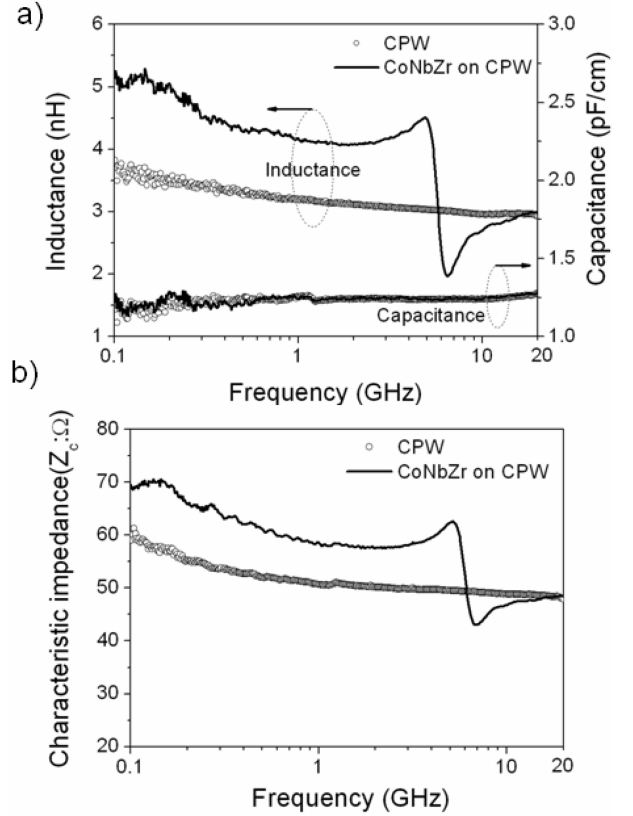 a)
6
5
4
3
2
1
Inductance (nH)
CPW
CoNbZr on CPW
Inductance
Capacitance
3.0
2.5
2.0
1.5
1.0
Capacitance (pF/cm)
0.1
1
10
20
Frequency (GHz)
b)
80
70
60
50
40
30
20
Characteristic impedance(Zc:Ω)
CPW
CoNbZr on CPW
0.1
1
10
20
Frequency (GHz)